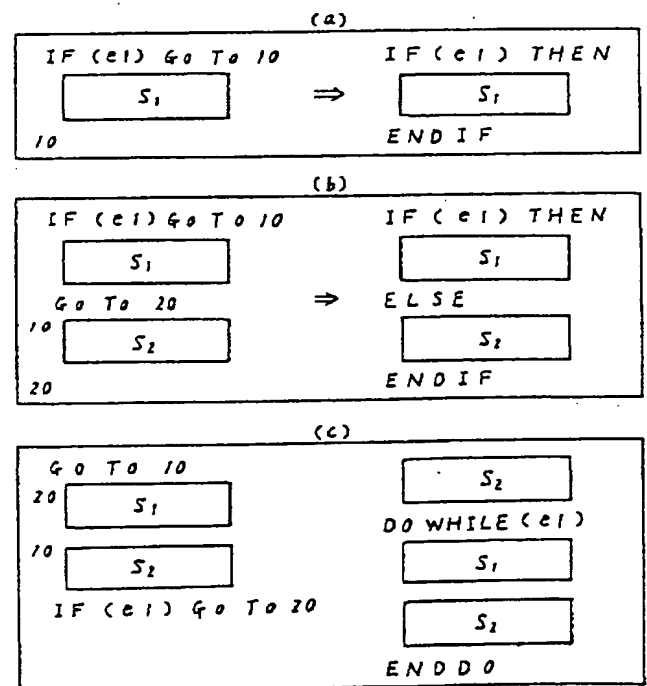 (a)
IF (e1) Go To 10
S₁
10
⇒
IF (e1) THEN
S₁
ENDIF
(b)
IF (e1) Go To 10
S₁
Go To 20
10
S₂
20
⇒
IF (e1) THEN
S₁
ELSE
S₂
ENDIF
(c)
Go To 10
20
S₁
10
S₂
IF (e1) Go To 20
S₂
DO WHILE (e1)
S₁
S₂
ENDDO